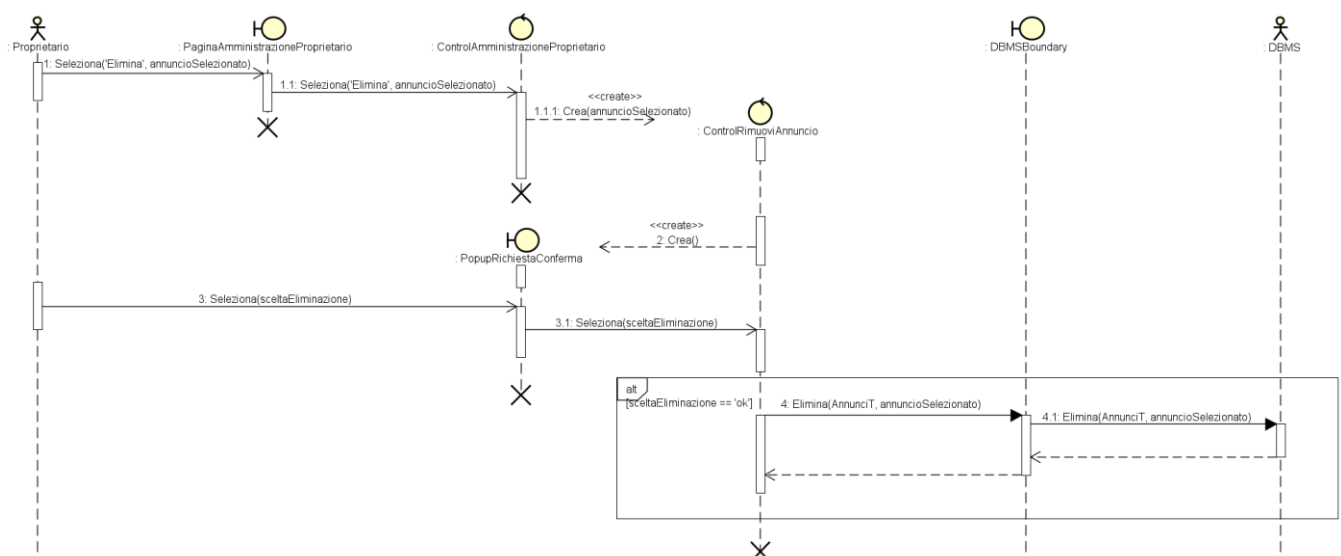 : Proprietario
: PaginaAmministrazioneProprietario
: ControlAmministrazioneProprietario
: DBMSBoundary
: DBMS
1: Seleziona('Elimina', annuncioSelezionato)
1.1: Seleziona('Elimina', annuncioSelezionato)
<<create>>
1.1.1: Crea(annuncioSelezionato)
: ControlRimuoviAnnuncio
<<create>>
2: Crea()
: PopupRichiestaConferma
3: Seleziona(sceltaEliminazione)
3.1: Seleziona(sceltaEliminazione)
alt
[sceltaEliminazione == 'ok']
4: Elimina(AnnunciT, annuncioSelezionato)
4.1: Elimina(AnnunciT, annuncioSelezionato)